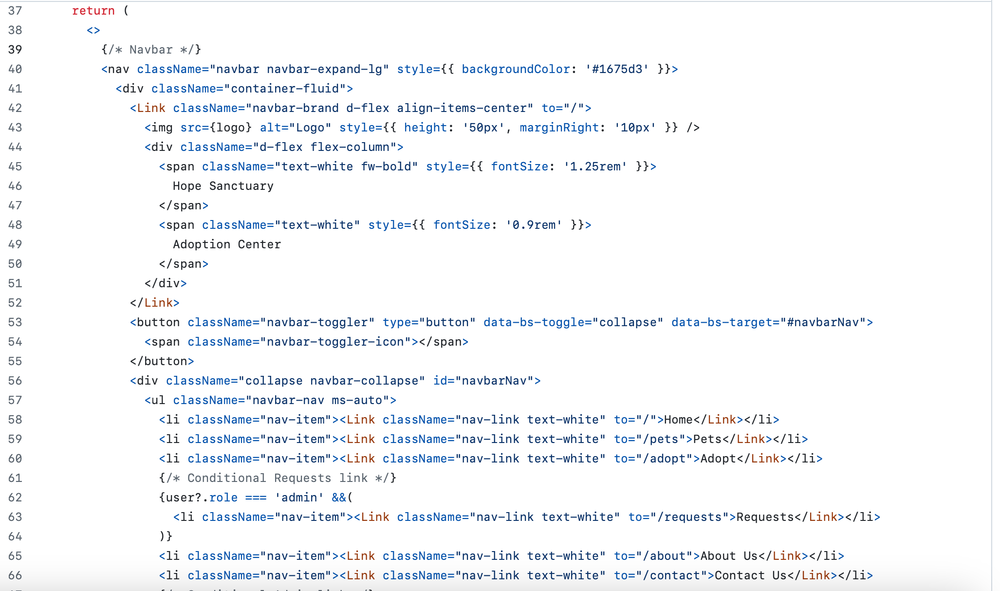 37 return (
38 <>
39 {/* Navbar */}
40 <nav className="navbar navbar-expand-lg" style={{ backgroundColor: '#1675d3' }}>
41 <div className="container-fluid">
42 <Link className="navbar-brand d-flex align-items-center" to="/">
43 <img src={logo} alt="Logo" style={{ height: '50px', marginRight: '10px' }} />
44 <div className="d-flex flex-column">
45 <span className="text-white fw-bold" style={{ fontSize: '1.25rem' }}>
46 Hope Sanctuary
47 </span>
48 <span className="text-white" style={{ fontSize: '0.9rem' }}>
49 Adoption Center
50 </span>
51 </div>
52 </Link>
53 <button className="navbar-toggler" type="button" data-bs-toggle="collapse" data-bs-target="#navbarNav">
54 <span className="navbar-toggler-icon"></span>
55 </button>
56 <div className="collapse navbar-collapse" id="navbarNav">
57 <ul className="navbar-nav ms-auto">
58 <li className="nav-item"><Link className="nav-link text-white" to="/">Home</Link></li>
59 <li className="nav-item"><Link className="nav-link text-white" to="/pets">Pets</Link></li>
60 <li className="nav-item"><Link className="nav-link text-white" to="/adopt">Adopt</Link></li>
61 {/* Conditional Requests link */}
62 {user?.role === 'admin' &&(
63 <li className="nav-item"><Link className="nav-link text-white" to="/requests">Requests</Link></li>
64 )}
65 <li className="nav-item"><Link className="nav-link text-white" to="/about">About Us</Link></li>
66 <li className="nav-item"><Link className="nav-link text-white" to="/contact">Contact Us</Link></li>